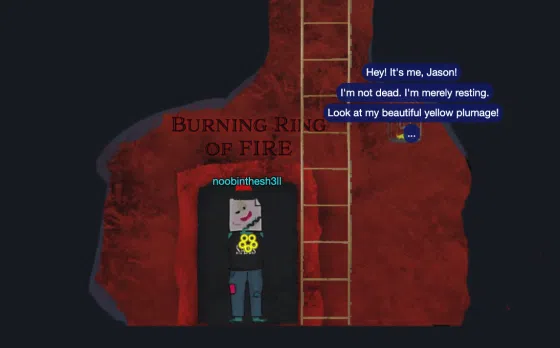 Hey! It's me, Jason!
I'm not dead. I'm merely resting.
Look at my beautiful yellow plumage!
...
BURNING RING
OF FIRE
noobinthesh3ll